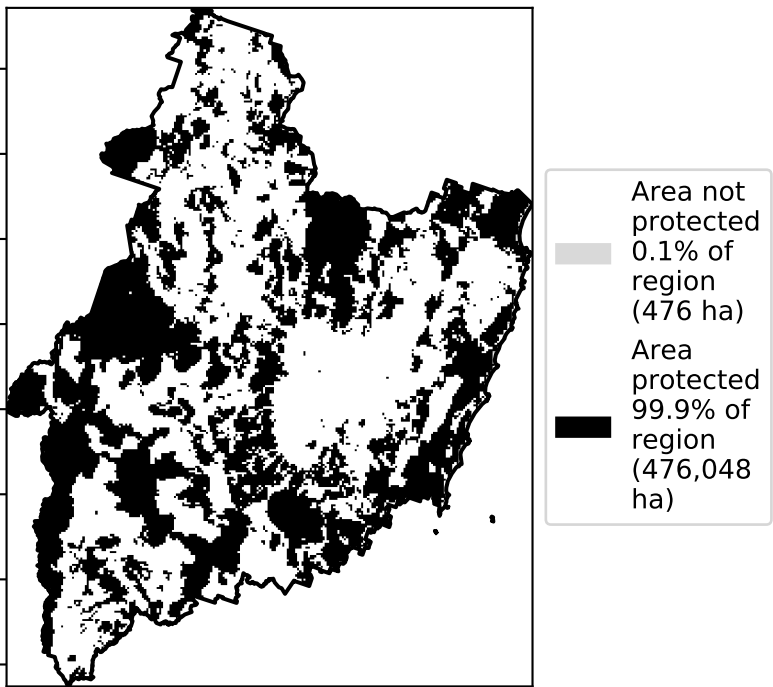 Area not
protected
0.1% of
region
(476 ha)
Area
protected
99.9% of
region
(476,048
ha)